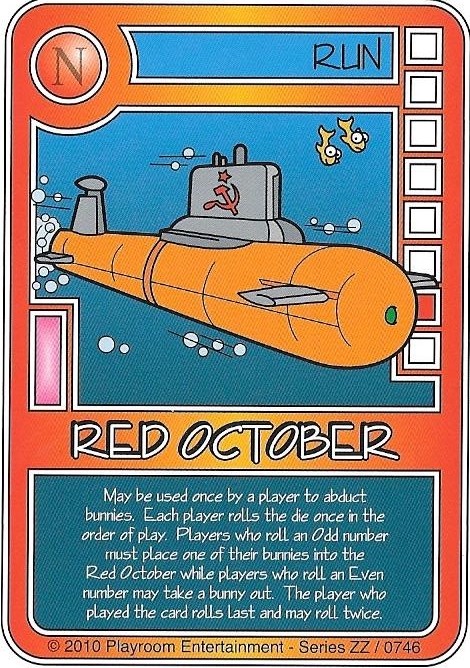 N
RUN
RED OCTOBER
May be used once by a player to abduct
bunnies. Each player rolls the die once in the
order of play. Players who roll an Odd number
must place one of their bunnies into the
Red October while players who roll an Even
number may take a bunny out. The player who
played the card rolls last and may roll twice.
© 2010 Playroom Entertainment - Series ZZ / 0746